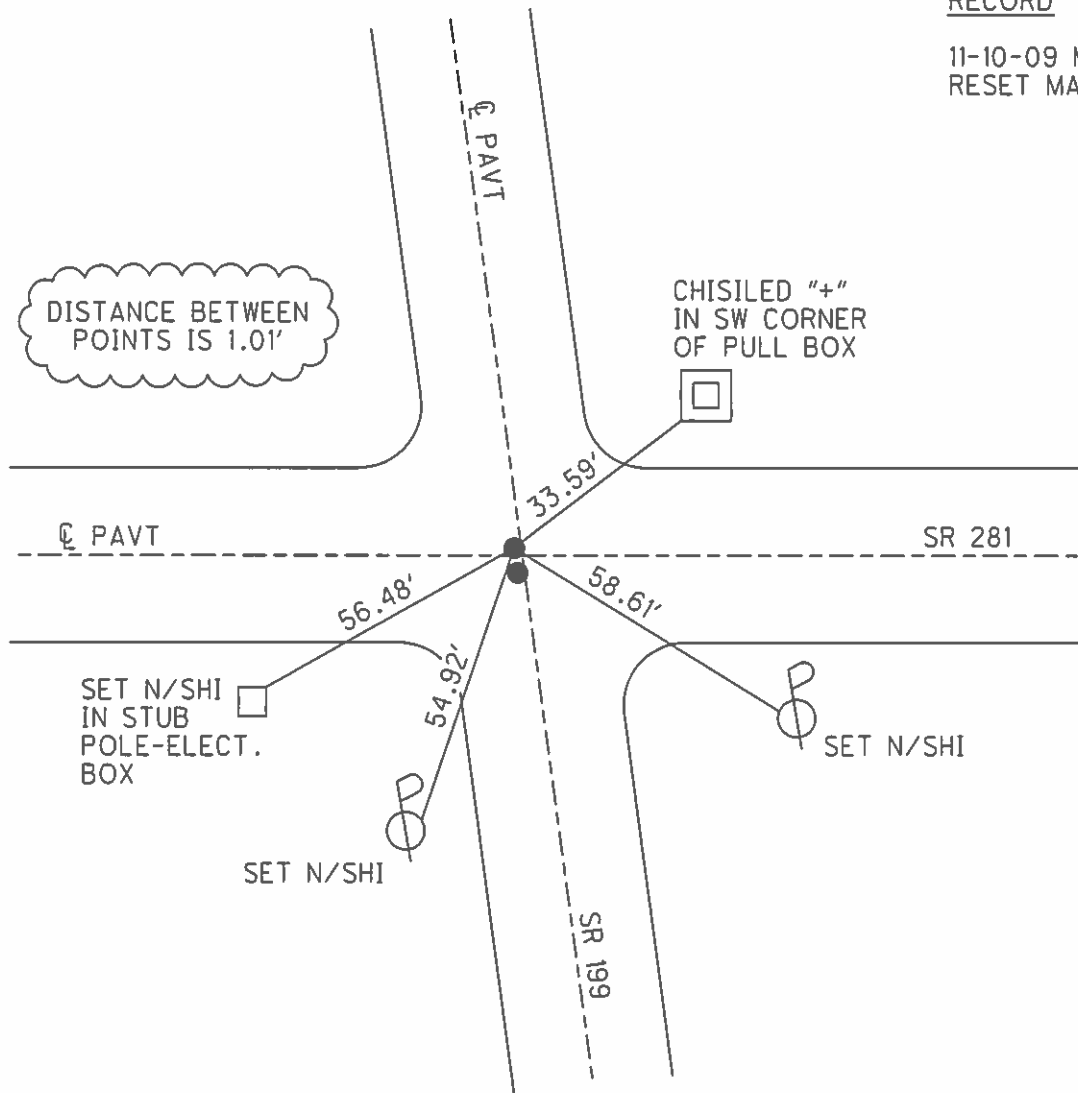 RECORD
11-10-09
RESET
℄ PAVT
DISTANCE BETWEEN
POINTS IS 1.01'
CHISILED "+"
IN SW CORNER
OF PULL BOX
33.59'
℄ PAVT
SR 281
56.48'
58.61'
54.92'
SET N/SHI
IN STUB
POLE-ELECT.
BOX
SET N/SHI
SET N/SHI
SR 199